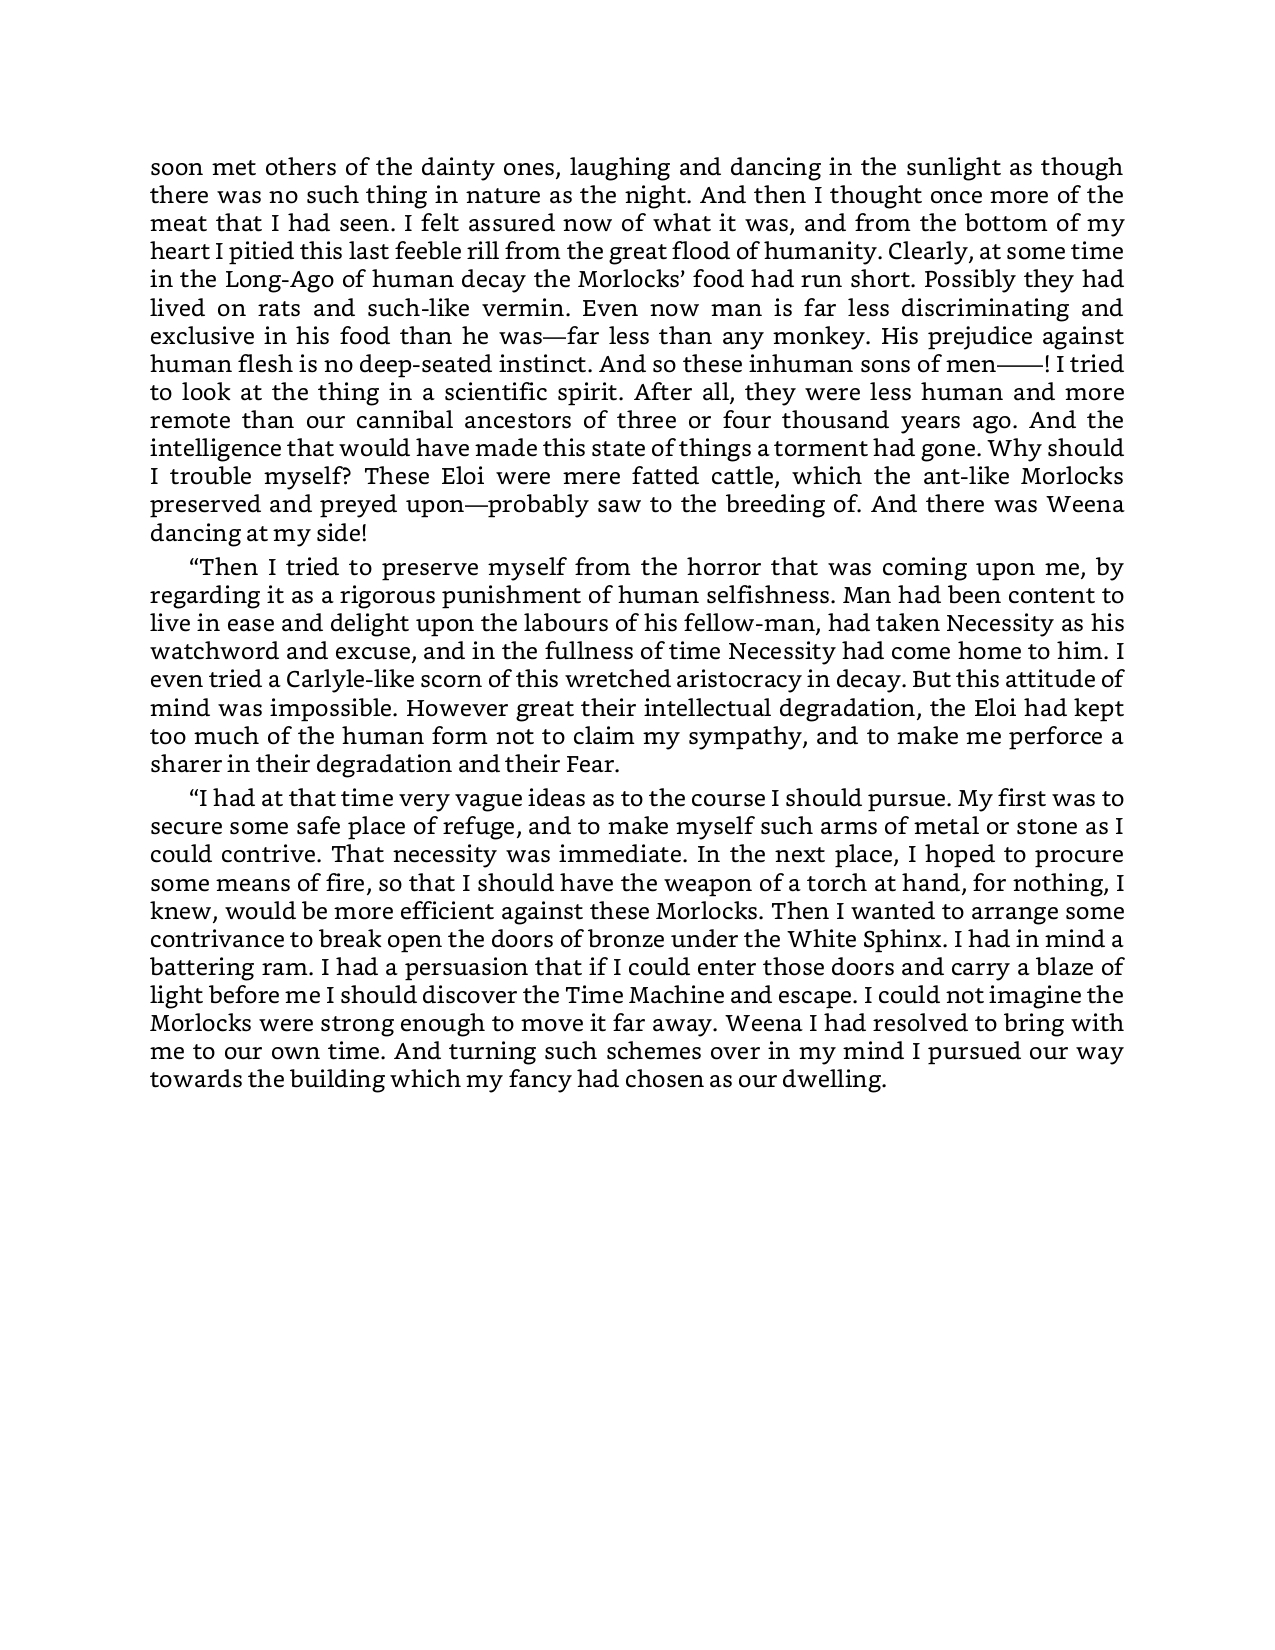 soon met others of the dainty ones, laughing and dancing in the sunlight as though
there was no such thing in nature as the night. And then I thought once more of the
meat that I had seen. I felt assured now of what it was, and from the bottom of my
heart I pitied this last feeble rill from the great flood of humanity. Clearly, at some time
in the Long-Ago of human decay the Morlocks’ food had run short. Possibly they had
lived on rats and such-like vermin. Even now man is far less discriminating and
exclusive in his food than he was—far less than any monkey. His prejudice against
human flesh is no deep-seated instinct. And so these inhuman sons of men——! I tried
to look at the thing in a scientific spirit. After all, they were less human and more
remote than our cannibal ancestors of three or four thousand years ago. And the
intelligence that would have made this state of things a torment had gone. Why should
I trouble myself? These Eloi were mere fatted cattle, which the ant-like Morlocks
preserved and preyed upon—probably saw to the breeding of. And there was Weena
dancing at my side!
“Then I tried to preserve myself from the horror that was coming upon me, by
regarding it as a rigorous punishment of human selfishness. Man had been content to
live in ease and delight upon the labours of his fellow-man, had taken Necessity as his
watchword and excuse, and in the fullness of time Necessity had come home to him. I
even tried a Carlyle-like scorn of this wretched aristocracy in decay. But this attitude of
mind was impossible. However great their intellectual degradation, the Eloi had kept
too much of the human form not to claim my sympathy, and to make me perforce a
sharer in their degradation and their Fear.
“I had at that time very vague ideas as to the course I should pursue. My first was to
secure some safe place of refuge, and to make myself such arms of metal or stone as I
could contrive. That necessity was immediate. In the next place, I hoped to procure
some means of fire, so that I should have the weapon of a torch at hand, for nothing, I
knew, would be more efficient against these Morlocks. Then I wanted to arrange some
contrivance to break open the doors of bronze under the White Sphinx. I had in mind a
battering ram. I had a persuasion that if I could enter those doors and carry a blaze of
light before me I should discover the Time Machine and escape. I could not imagine the
Morlocks were strong enough to move it far away. Weena I had resolved to bring with
me to our own time. And turning such schemes over in my mind I pursued our way
towards the building which my fancy had chosen as our dwelling.